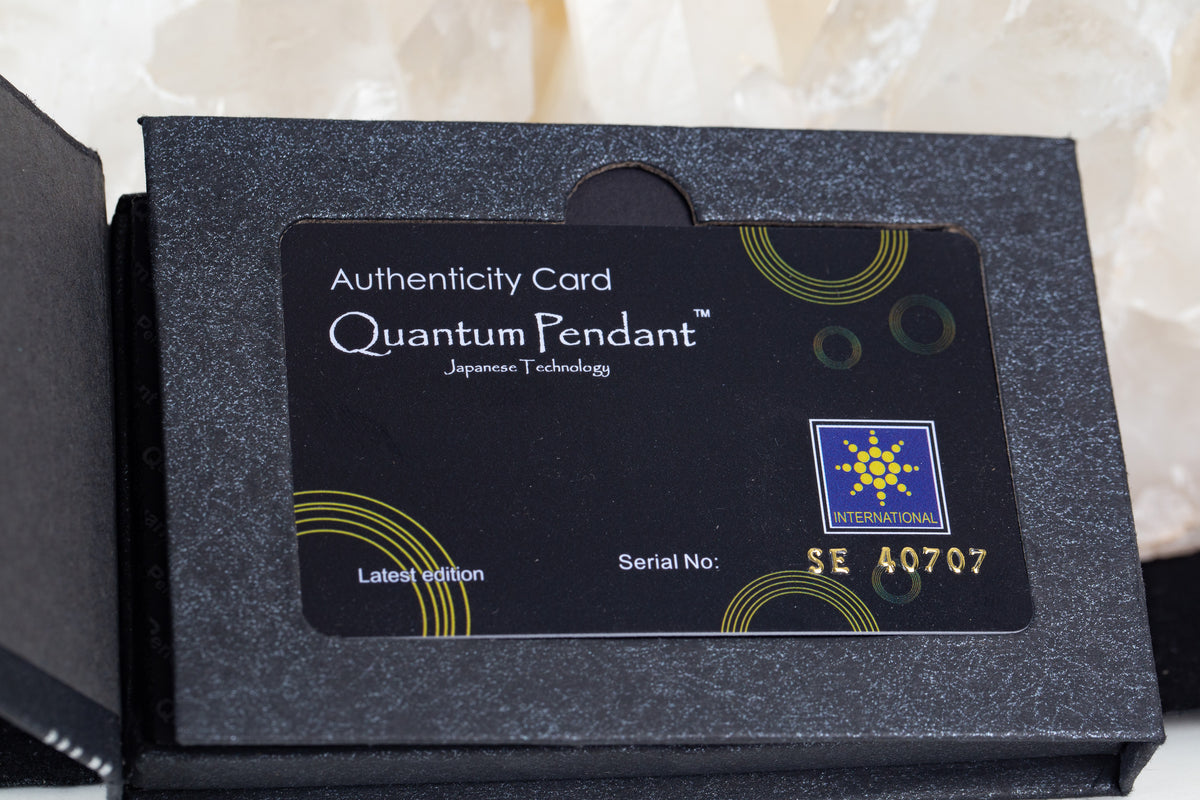 Authenticity Card
Quantum Pendant™
Japanese Technology
INTERNATIONAL
Latest edition
Serial No:
SE 40707